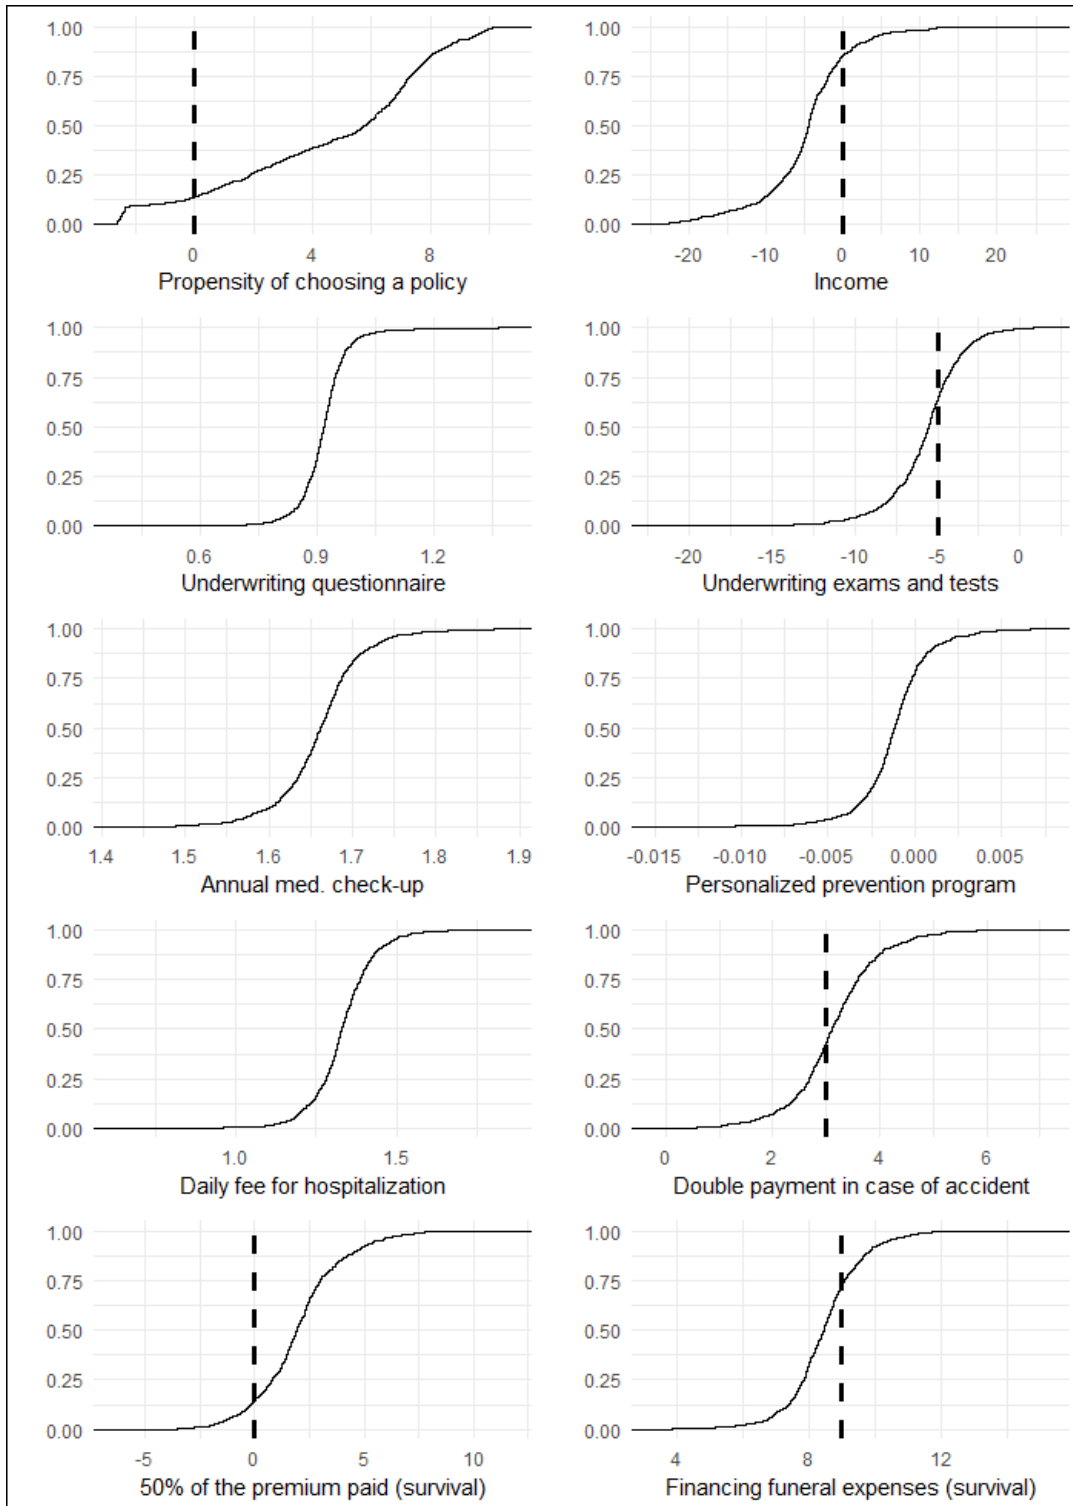 1.00
0.75
0.50
0.25
0.00
0 4 8
Propensity of choosing a policy
1.00
0.75
0.50
0.25
0.00
-20 -10 0 10 20
Income
1.00
0.75
0.50
0.25
0.00
0.6 0.9 1.2
Underwriting questionnaire
1.00
0.75
0.50
0.25
0.00
-20 -15 -10 -5 0
Underwriting exams and tests
1.00
0.75
0.50
0.25
0.00
1.4 1.5 1.6 1.7 1.8 1.9
Annual med. check-up
1.00
0.75
0.50
0.25
0.00
-0.015 -0.010 -0.005 0.000 0.005
Personalized prevention program
1.00
0.75
0.50
0.25
0.00
1.0 1.5
Daily fee for hospitalization
1.00
0.75
0.50
0.25
0.00
0 2 4 6
Double payment in case of accident
1.00
0.75
0.50
0.25
0.00
-5 0 5 10
50% of the premium paid (survival)
1.00
0.75
0.50
0.25
0.00
4 8 12
Financing funeral expenses (survival)